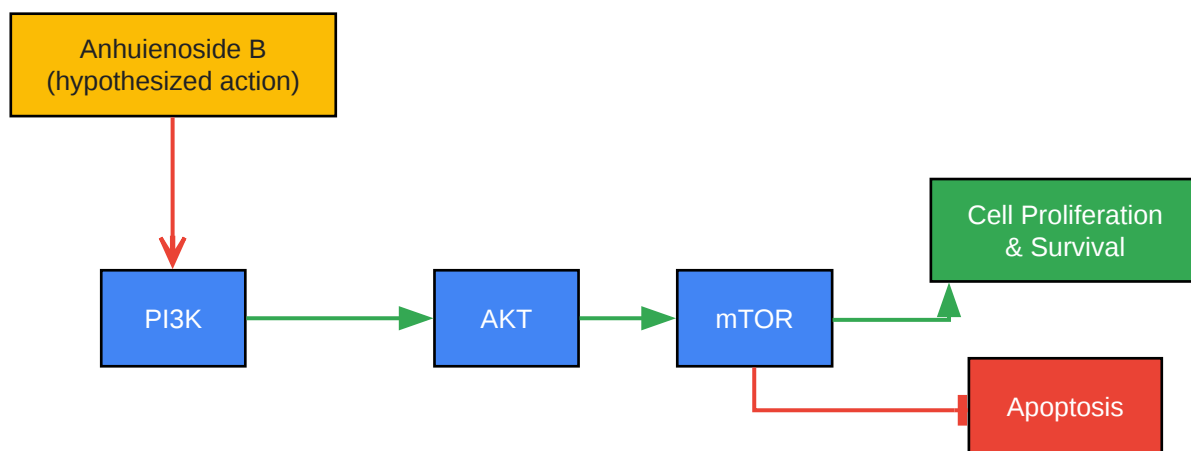 Anhuienoside B
(hypothesized action)
Cell Proliferation
& Survival
PI3K
AKT
mTOR
Apoptosis